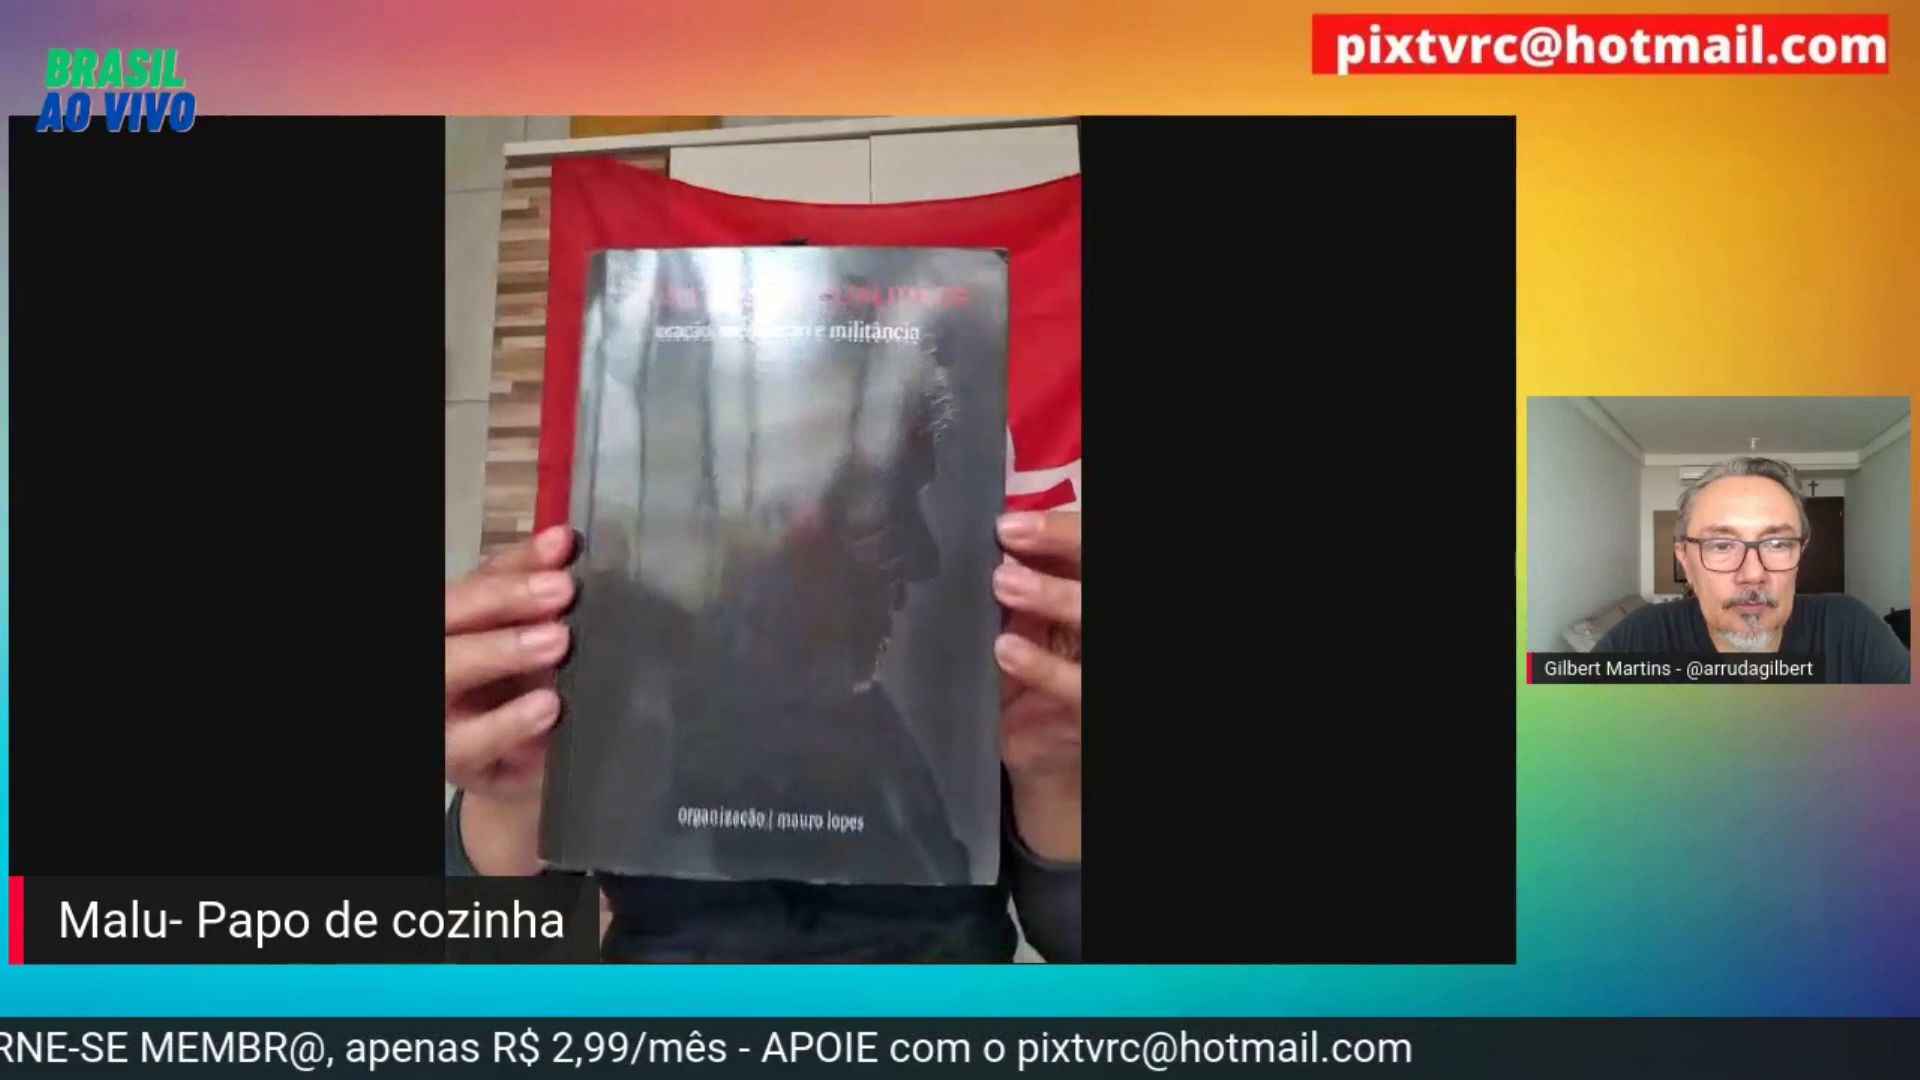 BRASIL
AO VIVO
pixtvrc@hotmail.com
e militância
organização | mauro lopes
Gilbert Martins - @arrudagilbert
Malu- Papo de cozinha
RNE-SE MEMBR@, apenas R$ 2,99/mês - APOIE com o pixtvrc@hotmail.com